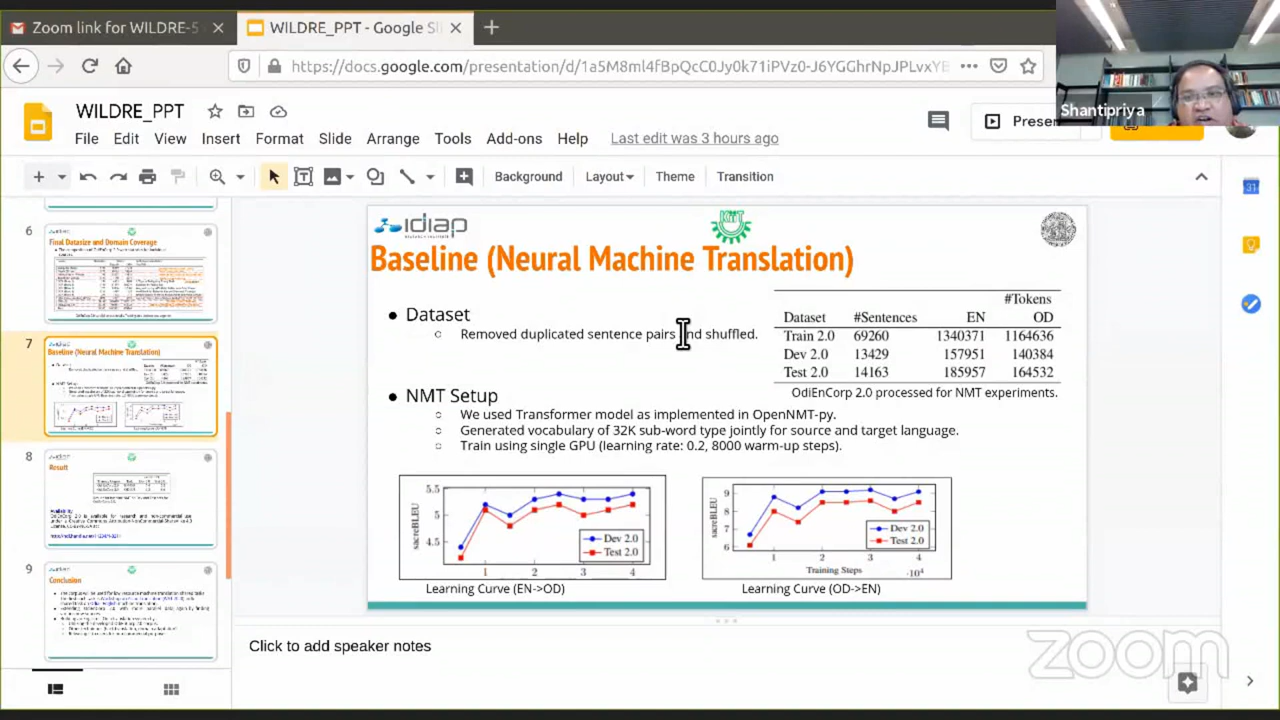 Zoom link for WILDRE-5
WILDRE_PPT - Google Sl
https://docs.google.com/presentation/d/1a5M8ml4fBpQcC0Jy0k71iPVz0-J6YGGhrNpJPLvxYB
Shantipriya
WILDRE_PPT
File Edit View Insert Format Slide Arrange Tools Add-ons Help Last edit was 3 hours ago
Background Layout Theme Transition
6
Final Datasize and Domain Coverage
7
Baseline (Neural Machine Translation)
8
Result
Availability
9
Conclusion
idiap
RESEARCH INSTITUTE
KIIT
Baseline (Neural Machine Translation)
Dataset
Removed duplicated sentence pairs and shuffled.
#Tokens
Dataset #Sentences EN OD
Train 2.0 69260 1340371 1164636
Dev 2.0 13429 157951 140384
Test 2.0 14163 185957 164532
OdiEnCorp 2.0 processed for NMT experiments.
NMT Setup
We used Transformer model as implemented in OpenNMT-py.
Generated vocabulary of 32K sub-word type jointly for source and target language.
Train using single GPU (learning rate: 0.2, 8000 warm-up steps).
sacreBLEU
5.5
5
4.5
Dev 2.0
Test 2.0
1 2 3 4
Learning Curve (EN->OD)
sacreBLEU
9
8
7
6
Dev 2.0
Test 2.0
1 2 3 4
Training Steps ·10⁴
Learning Curve (OD->EN)
Click to add speaker notes
zoom
31